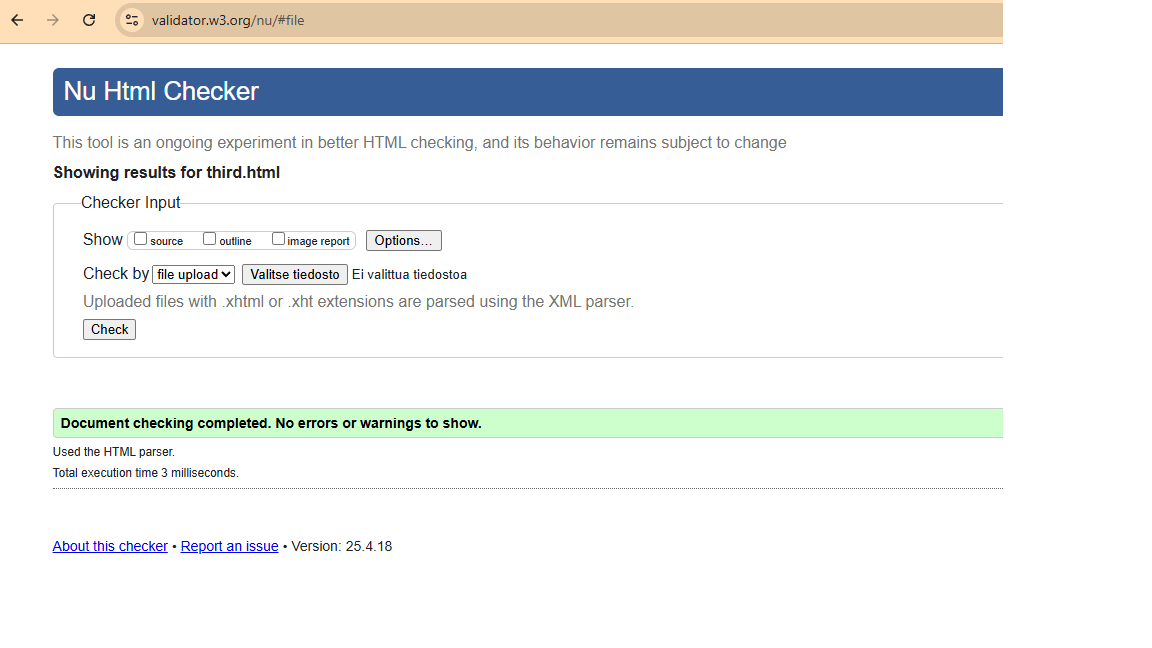 validator.w3.org/nu/#file
Nu Html Checker
This tool is an ongoing experiment in better HTML checking, and its behavior remains subject to change
Showing results for third.html
Checker Input
Show source outline image report Options...
Check by file upload Valitse tiedosto Ei valittua tiedostoa
Uploaded files with .xhtml or .xht extensions are parsed using the XML parser.
Check
Document checking completed. No errors or warnings to show.
Used the HTML parser.
Total execution time 3 milliseconds.
About this checker • Report an issue • Version: 25.4.18